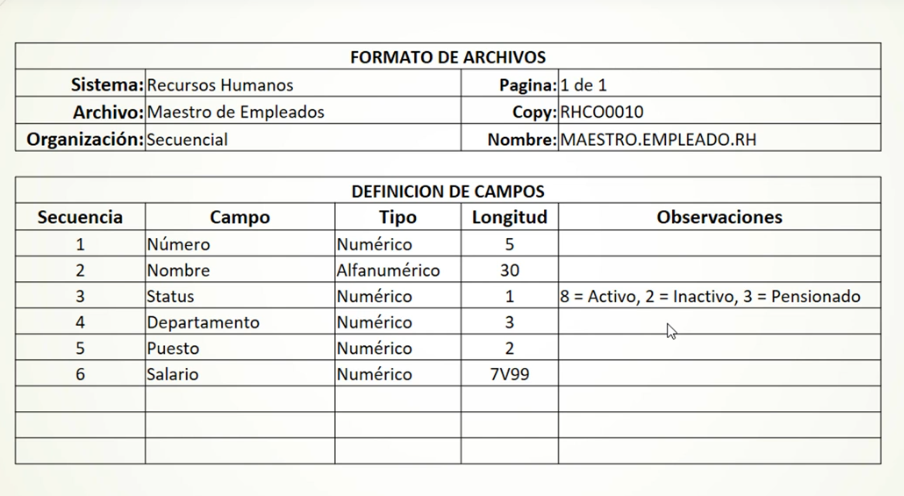 FORMATO DE ARCHIVOS
Sistema: Recursos Humanos Pagina: 1 de 1
Archivo: Maestro de Empleados Copy: RHCO0010
Organización: Secuencial Nombre: MAESTRO.EMPLEADO.RH
DEFINICION DE CAMPOS
Secuencia Campo Tipo Longitud Observaciones
1 Número Numérico 5
2 Nombre Alfanumérico 30
3 Status Numérico 1 8 = Activo, 2 = Inactivo, 3 = Pensionado
4 Departamento Numérico 3
5 Puesto Numérico 2
6 Salario Numérico 7V99